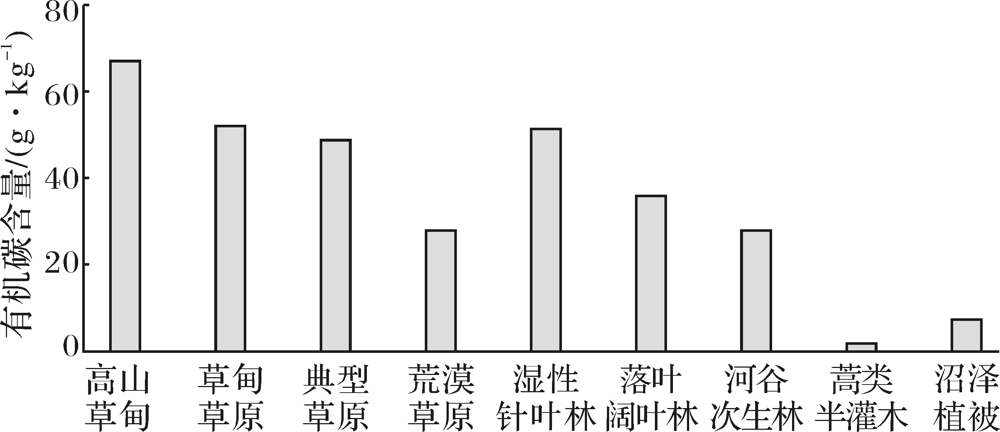 有机碳含量/(g·kg⁻¹)
80
60
40
20
0
高山草甸
草甸草原
典型草原
荒漠草原
湿性针叶林
落叶阔叶林
河谷次生林
蒿类半灌木
沼泽植被